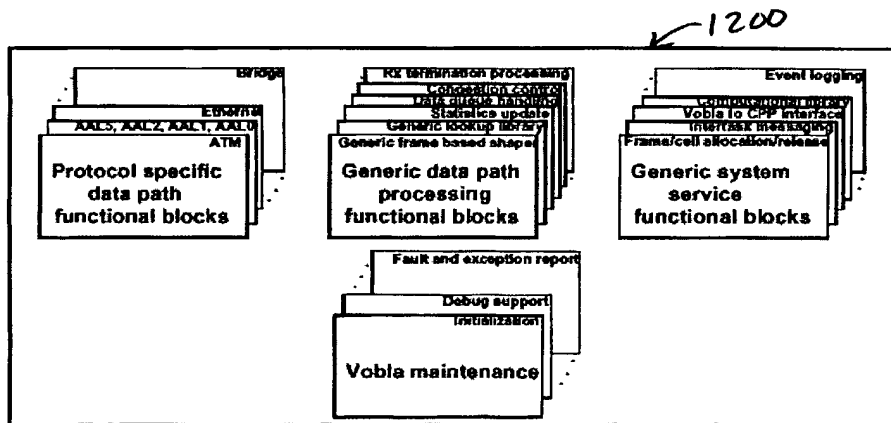 1200
Bridge
Ethernet
AAL5, AAL2, AAL1, AAL0
ATM
Protocol specific
data path
functional blocks
Rx termination processing
Congestion control
Data queue handling
Statistics update
Generic lookup library
Generic frame based shaper
Generic data path
processing
functional blocks
Event logging
Computational library
Vobla to CPP interface
Intertask messaging
Frame/cell allocation/release
Generic system
service
functional blocks
Fault and exception report
Debug support
Initialization
Vobla maintenance